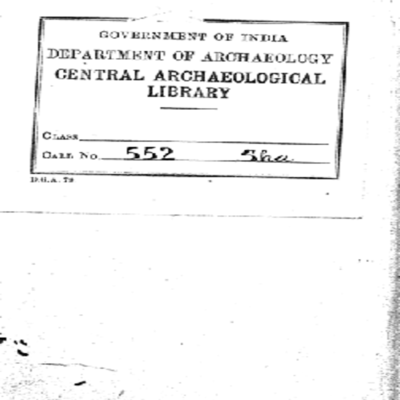 GOVERNMENT OF INDIA
DEPARTMENT OF ARCHAEOLOGY
CENTRAL ARCHAEOLOGICAL
LIBRARY
CLASS
CALL NO. 552 Sha
D.G.A. 79